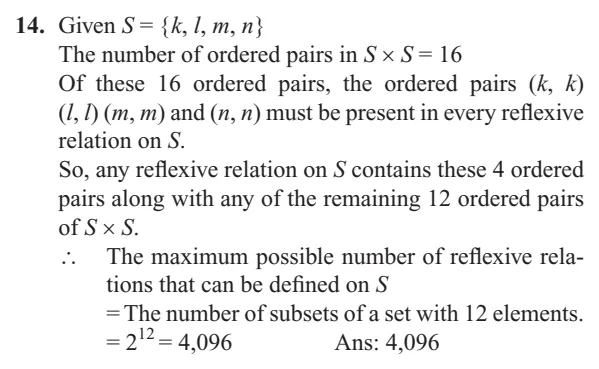 14. Given S = {k, l, m, n}
The number of ordered pairs in S × S = 16
Of these 16 ordered pairs, the ordered pairs (k, k)
(l, l) (m, m) and (n, n) must be present in every reflexive
relation on S.
So, any reflexive relation on S contains these 4 ordered
pairs along with any of the remaining 12 ordered pairs
of S × S.
∴ The maximum possible number of reflexive rela-
tions that can be defined on S
= The number of subsets of a set with 12 elements.
= 2¹² = 4,096 Ans: 4,096